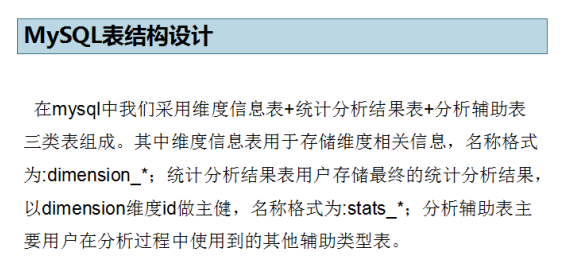 MySQL表结构设计
在mysql中我们采用维度信息表+统计分析结果表+分析辅助表
三类表组成。其中维度信息表用于存储维度相关信息，名称格式
为:dimension_*；统计分析结果表用户存储最终的统计分析结果，
以dimension维度id做主健，名称格式为:stats_*；分析辅助表主
要用户在分析过程中使用到的其他辅助类型表。